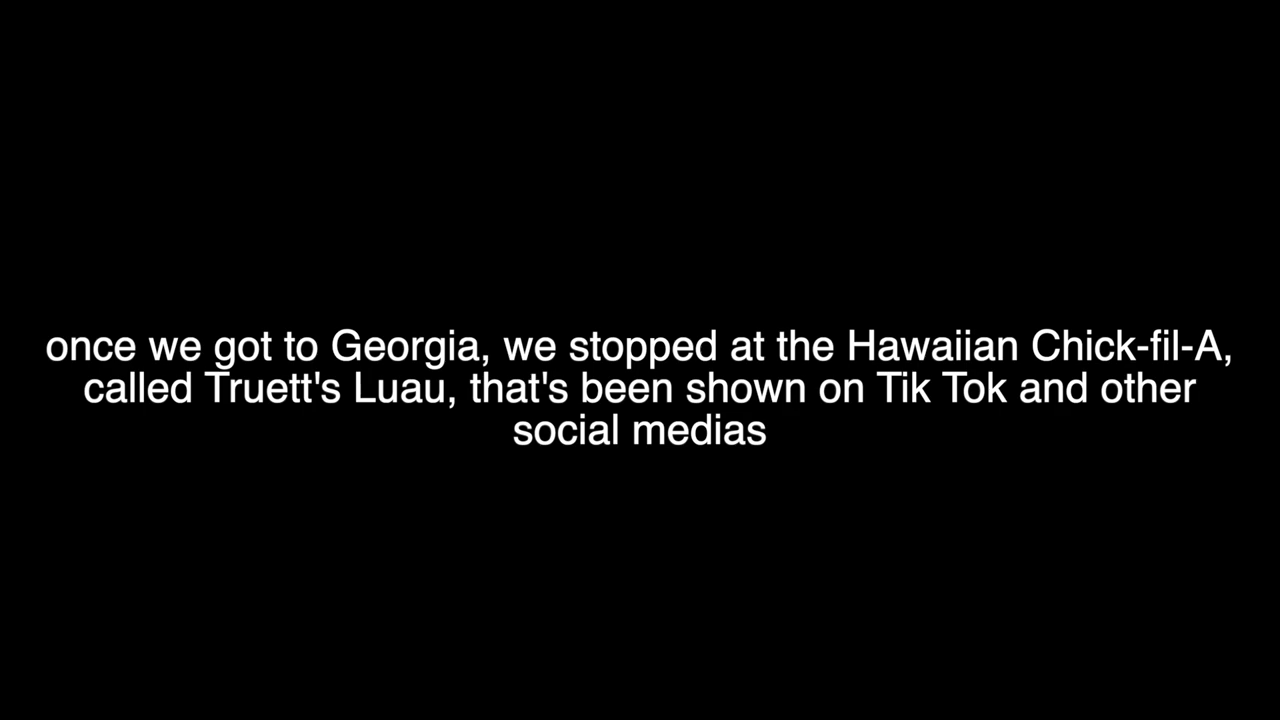 once we got to Georgia, we stopped at the Hawaiian Chick-fil-A,
called Truett's Luau, that's been shown on Tik Tok and other
social medias